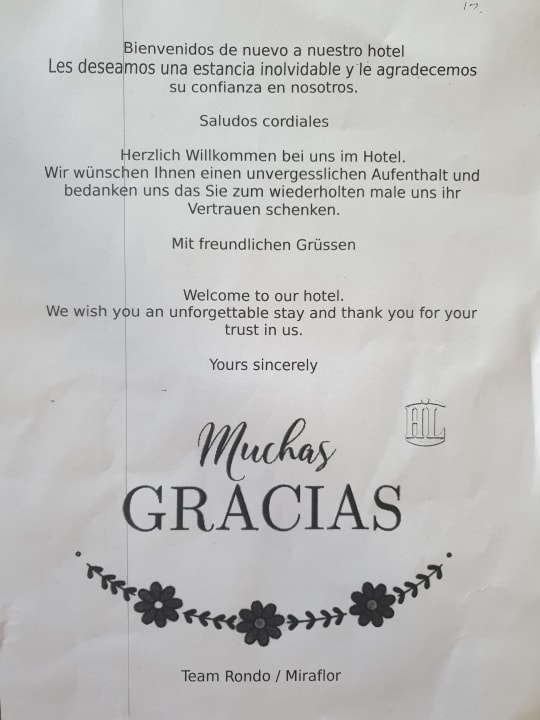 Bienvenidos de nuevo a nuestro hotel
Les deseamos una estancia inolvidable y le agradecemos
su confianza en nosotros.
Saludos cordiales
Herzlich Willkommen bei uns im Hotel.
Wir wünschen Ihnen einen unvergesslichen Aufenthalt und
bedanken uns das Sie zum wiederholten male uns ihr
Vertrauen schenken.
Mit freundlichen Grüssen
Welcome to our hotel.
We wish you an unforgettable stay and thank you for your
trust in us.
Yours sincerely
Muchas
GRACIAS
Team Rondo / Miraflor